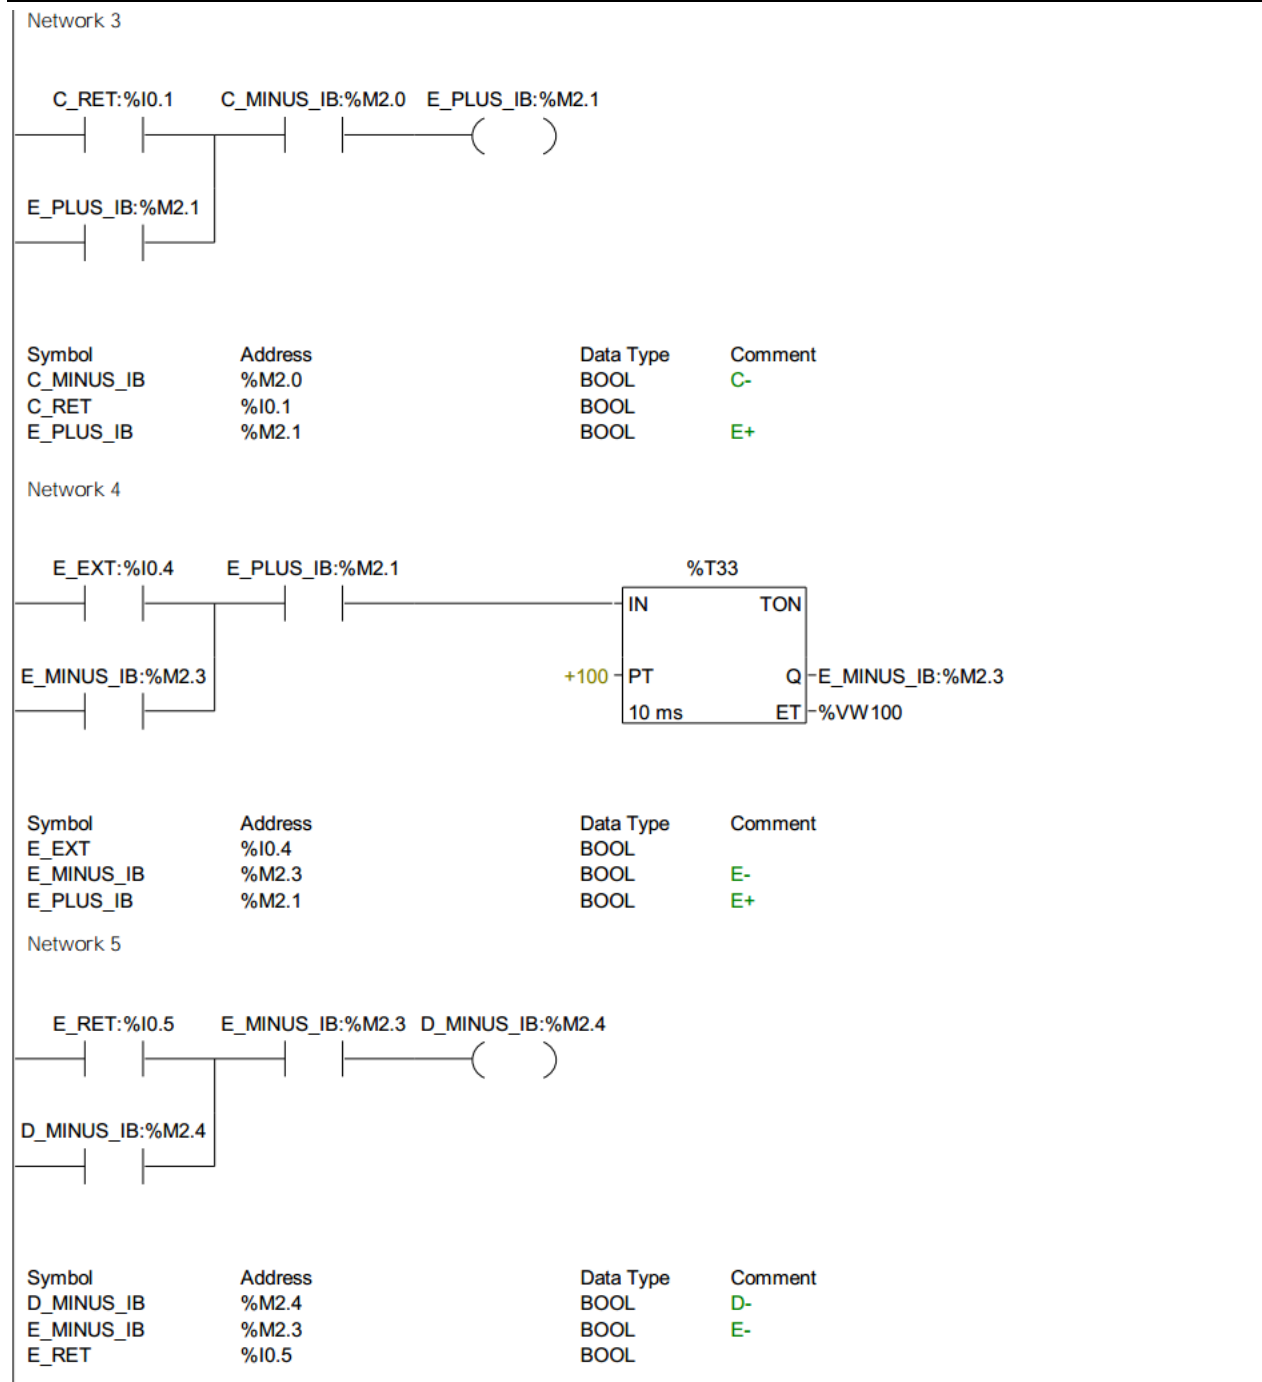 Network 3
C_RET:%I0.1 C_MINUS_IB:%M2.0 E_PLUS_IB:%M2.1
E_PLUS_IB:%M2.1
Symbol Address Data Type Comment
C_MINUS_IB %M2.0 BOOL C-
C_RET %I0.1 BOOL
E_PLUS_IB %M2.1 BOOL E+
Network 4
E_EXT:%I0.4 E_PLUS_IB:%M2.1 %T33
IN TON
E_MINUS_IB:%M2.3 +100 PT Q E_MINUS_IB:%M2.3
10 ms ET %VW100
Symbol Address Data Type Comment
E_EXT %I0.4 BOOL
E_MINUS_IB %M2.3 BOOL E-
E_PLUS_IB %M2.1 BOOL E+
Network 5
E_RET:%I0.5 E_MINUS_IB:%M2.3 D_MINUS_IB:%M2.4
D_MINUS_IB:%M2.4
Symbol Address Data Type Comment
D_MINUS_IB %M2.4 BOOL D-
E_MINUS_IB %M2.3 BOOL E-
E_RET %I0.5 BOOL